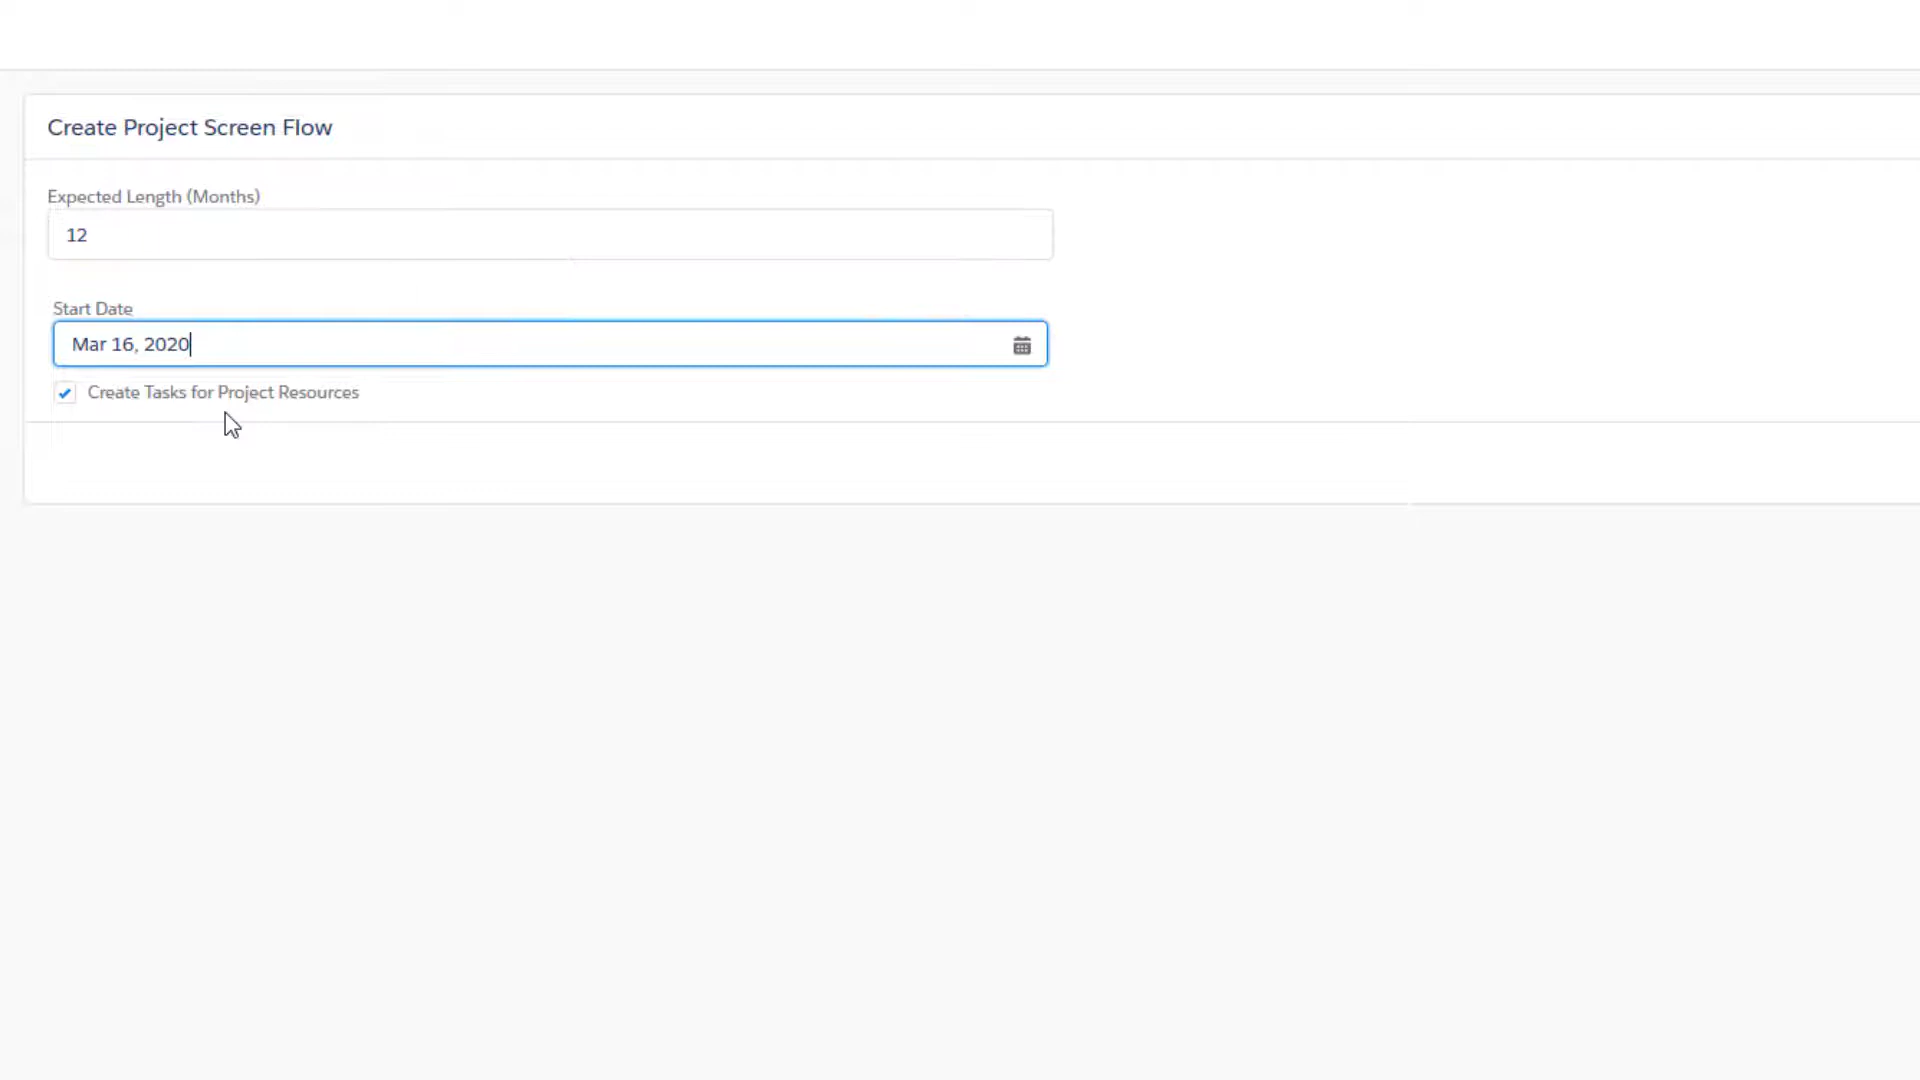 Create Project Screen Flow
Expected Length (Months)
12
Start Date
Mar 16, 2020
Create Tasks for Project Resources